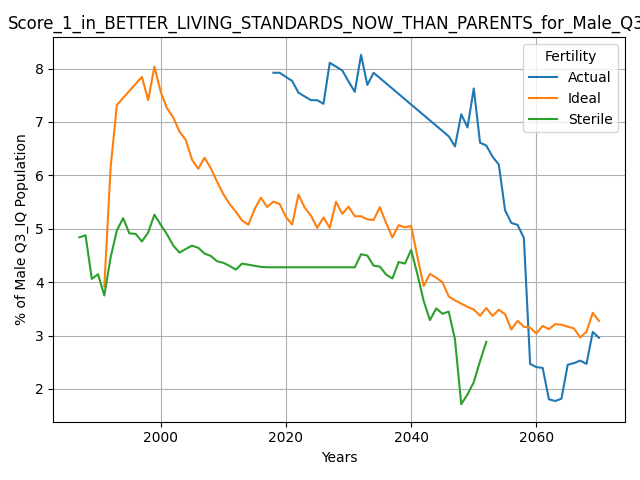 Score_1_in_BETTER_LIVING_STANDARDS_NOW_THAN_PARENTS_for_Male_Q3
Fertility
Actual
Ideal
Sterile
% of Male Q3_IQ Population
8
7
6
5
4
3
2
2000 2020 2040 2060
Years